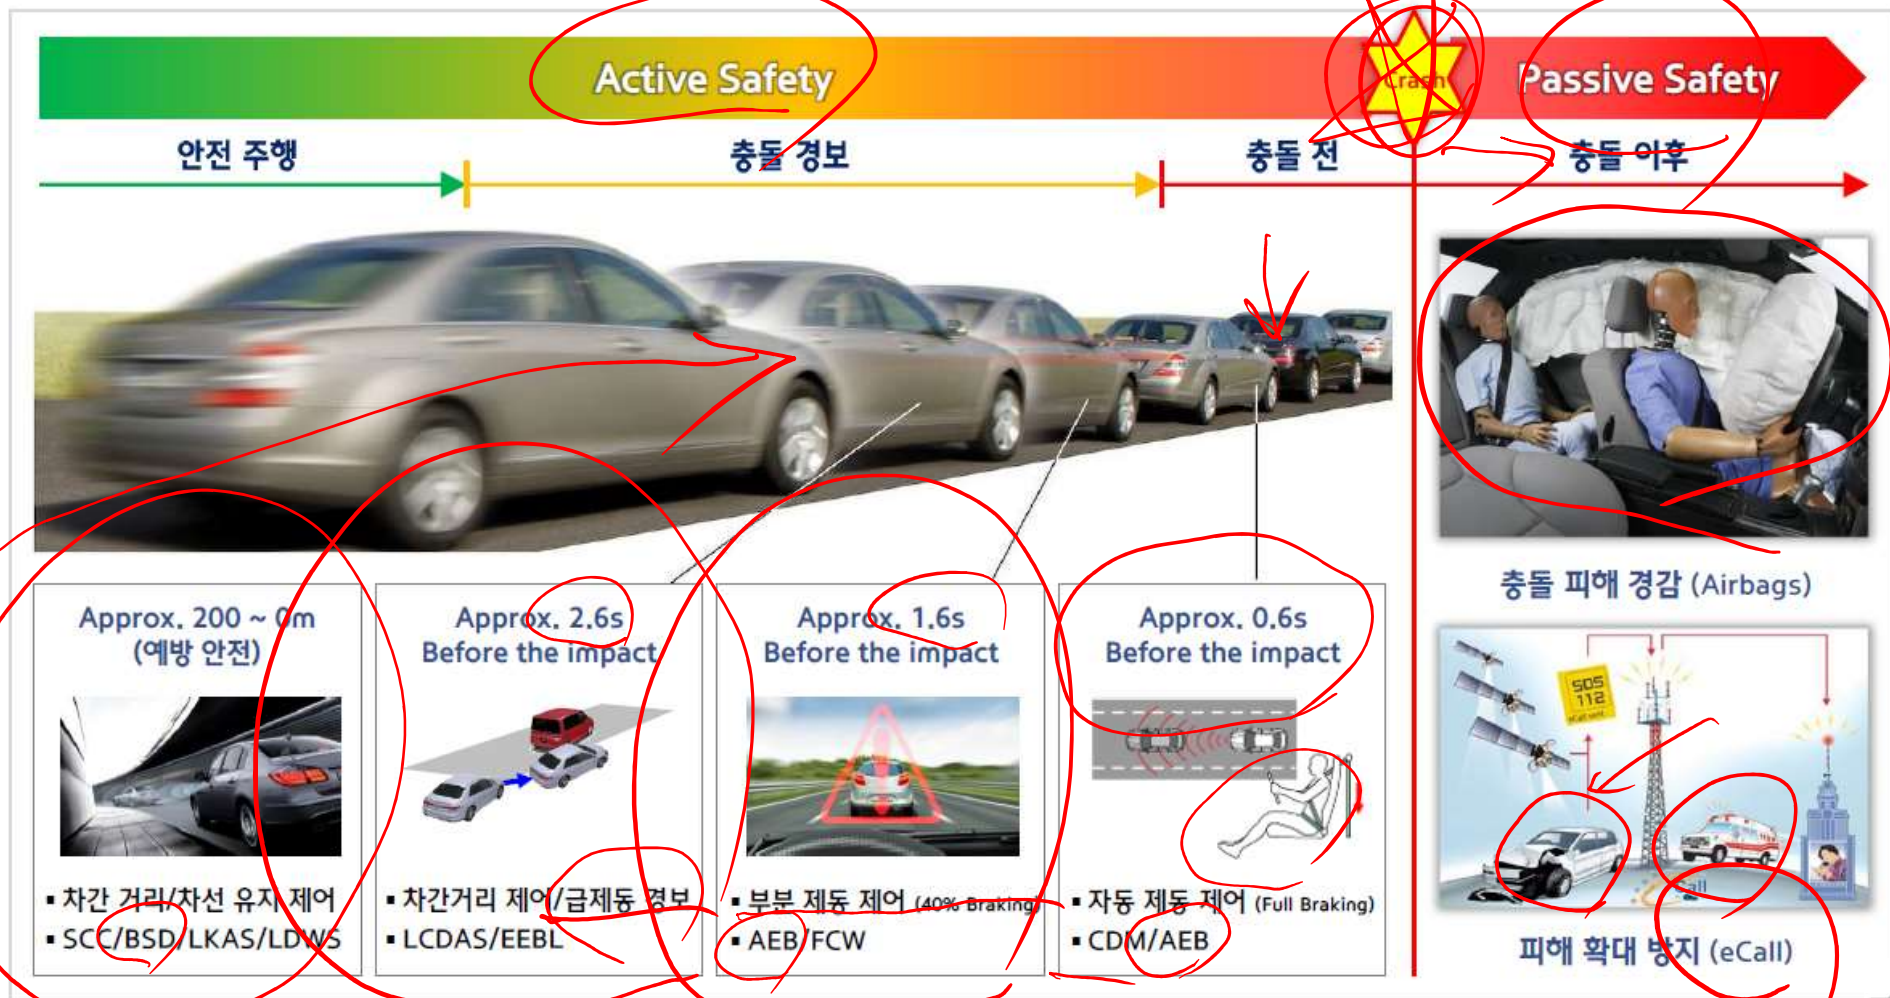 Active Safety
Crash
Passive Safety
안전 주행
충돌 경보
충돌 전
충돌 이후
Approx. 200 ~ 0m
(예방 안전)
▪ 차간 거리/차선 유지 제어
▪ SCC/BSD/LKAS/LDWS
Approx. 2.6s
Before the impact
▪ 차간거리 제어/급제동 경보
▪ LCDAS/EEBL
Approx. 1.6s
Before the impact
▪ 부분 제동 제어 (40% Braking)
▪ AEB/FCW
Approx. 0.6s
Before the impact
▪ 자동 제동 제어 (Full Braking)
▪ CDM/AEB
충돌 피해 경감 (Airbags)
SOS
112
피해 확대 방지 (eCall)